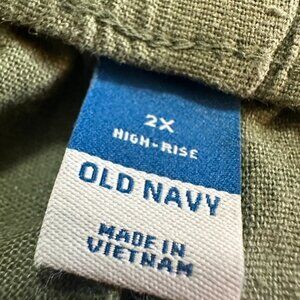 2X
HIGH-RISE
OLD NAVY
MADE IN
VIETNAM